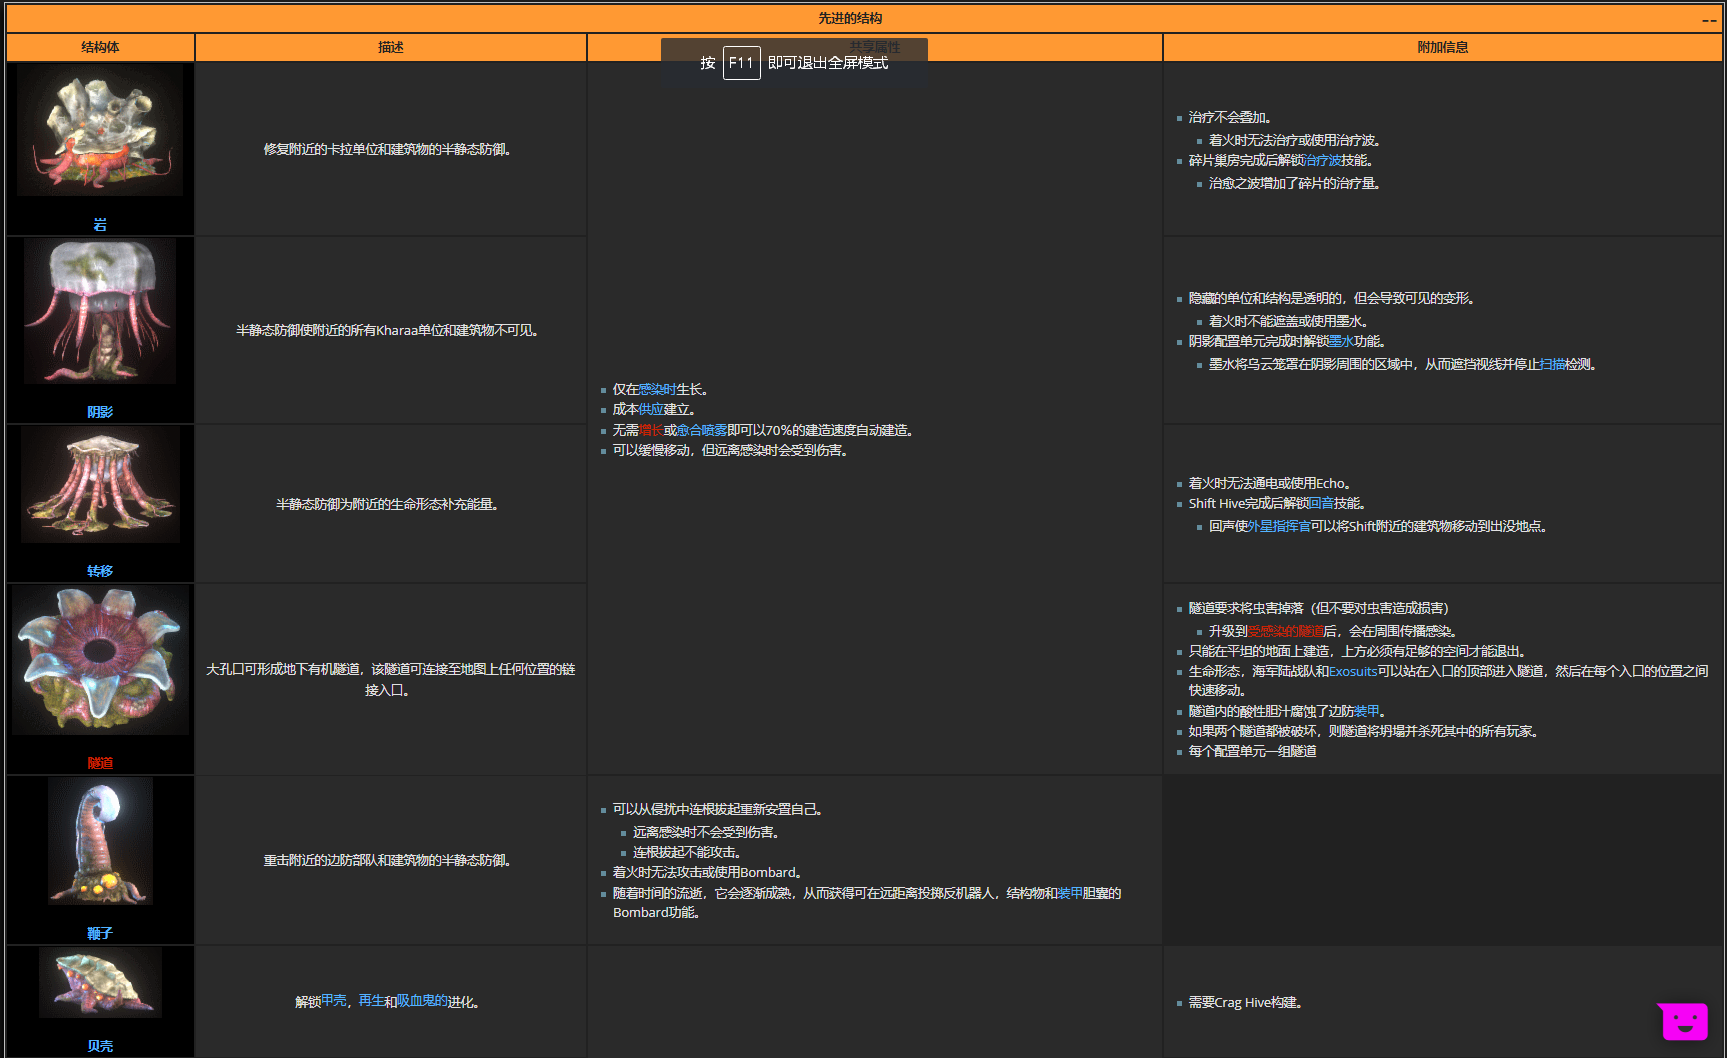 先进的结构
--
结构体
描述
共享属性
附加信息
按 F11 即可退出全屏模式
岩
修复附近的卡拉单位和建筑物的半静态防御。
治疗不会叠加。
着火时无法治疗或使用治疗波。
碎片巢房完成后解锁治疗波技能。
治愈之波增加了碎片的治疗量。
阴影
半静态防御使附近的所有Kharaa单位和建筑物不可见。
隐藏的单位和结构是透明的，但会导致可见的变形。
着火时不能遮盖或使用墨水。
阴影配置单元完成时解锁墨水功能。
墨水将乌云笼罩在阴影周围的区域中，从而遮挡视线并停止扫描检测。
仅在感染时生长。
成本供应建立。
无需增长或愈合喷雾即可以70%的建造速度自动建造。
可以缓慢移动，但远离感染时会受到伤害。
转移
半静态防御为附近的生命形态补充能量。
着火时无法通电或使用Echo。
Shift Hive完成后解锁回音技能。
回声使外星指挥官可以将Shift附近的建筑物移动到出没地点。
隧道
大孔口可形成地下有机隧道，该隧道可连接至地图上任何位置的链
接入口。
隧道要求将虫害掉落（但不要对虫害造成损害）
升级到受感染的隧道后，会在周围传播感染。
只能在平坦的地面上建造，上方必须有足够的空间才能退出。
生命形态，海军陆战队和Exosuits可以站在入口的顶部进入隧道，然后在每个入口的位置之间
快速移动。
隧道内的酸性胆汁腐蚀了边防装甲。
如果两个隧道都被破坏，则隧道将坍塌并杀死其中的所有玩家。
每个配置单元一组隧道
鞭子
重击附近的边防部队和建筑物的半静态防御。
可以从侵扰中连根拔起重新安置自己。
远离感染时不会受到伤害。
连根拔起不能攻击。
着火时无法攻击或使用Bombard。
随着时间的流逝，它会逐渐成熟，从而获得可在远距离投掷反机器人，结构物和装甲胆囊的
Bombard功能。
贝壳
解锁甲壳，再生和吸血鬼的进化。
需要Crag Hive构建。